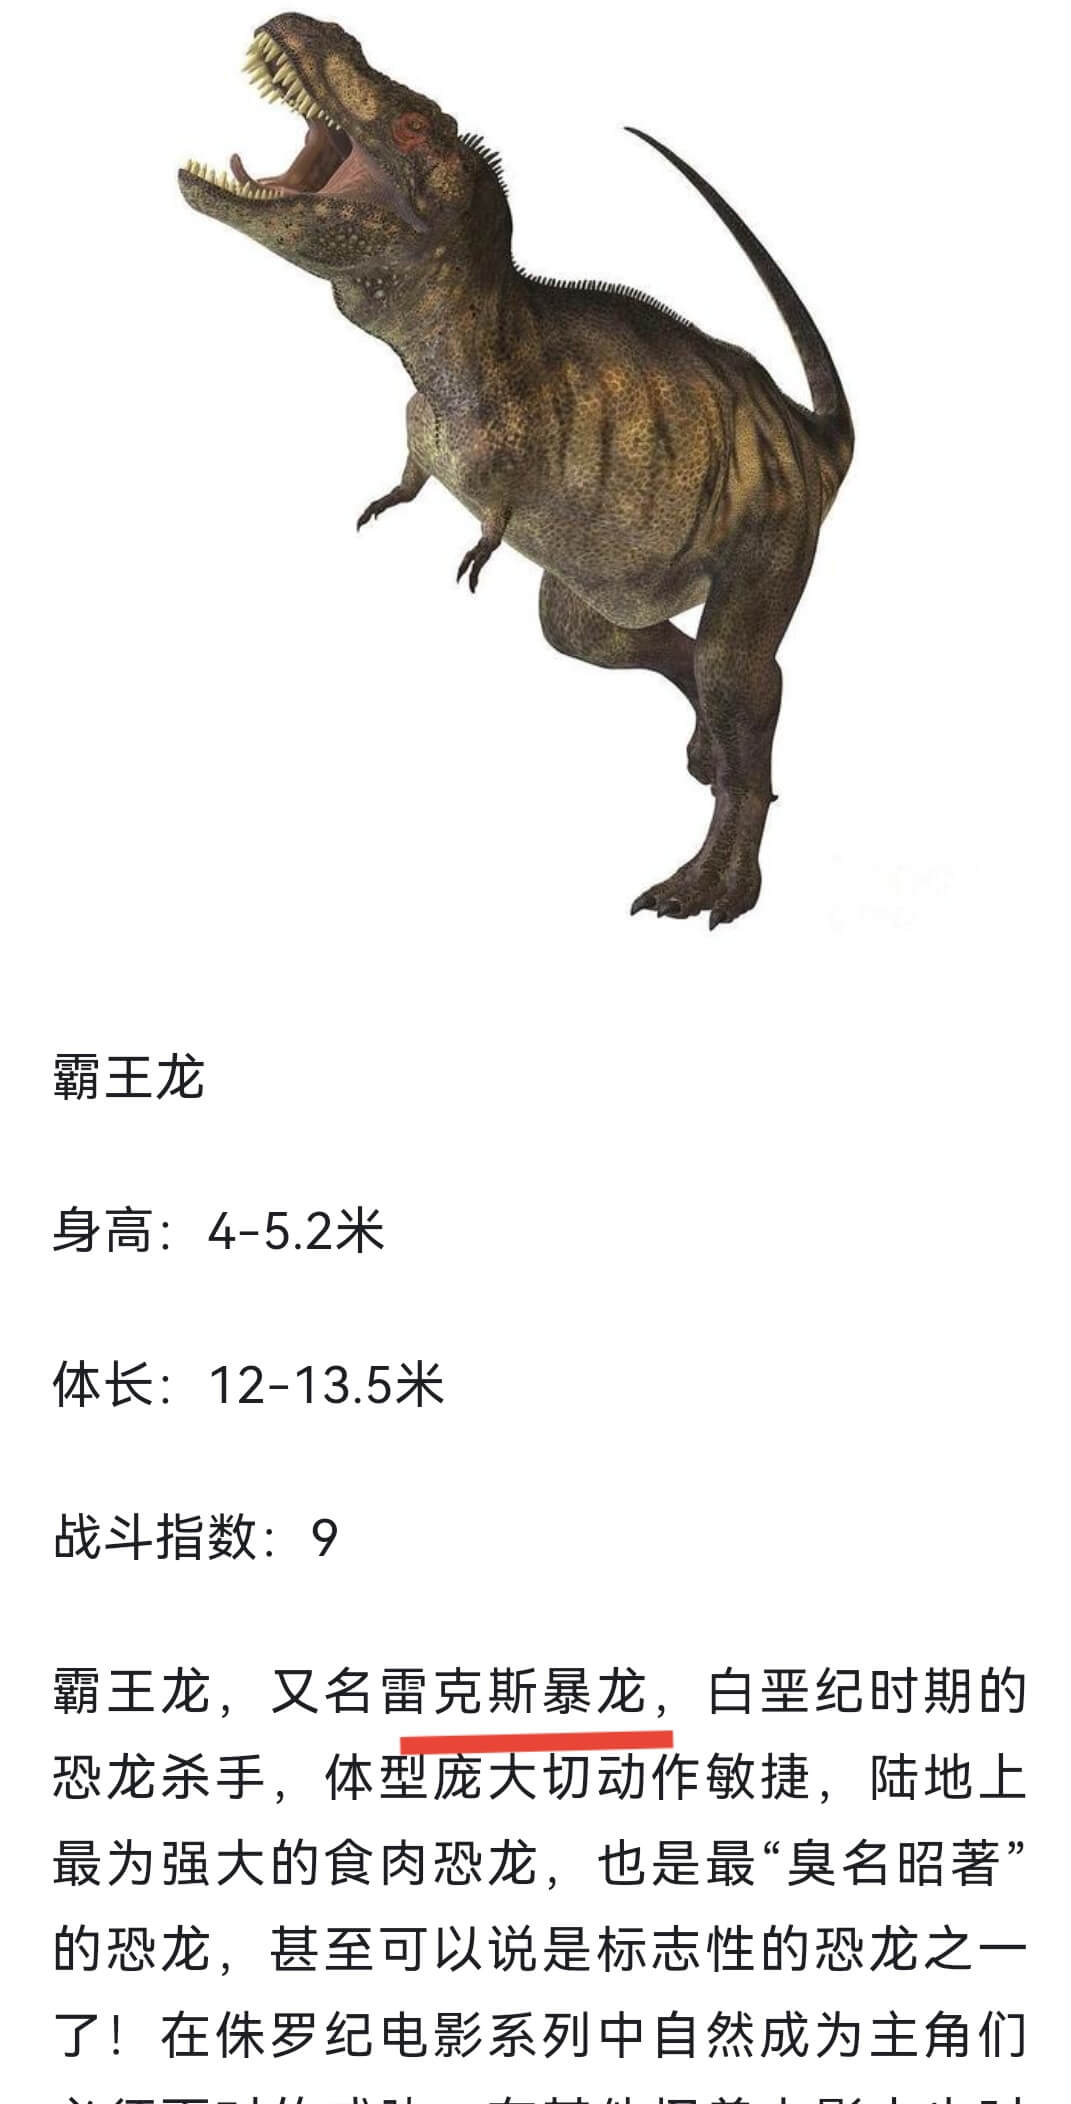 霸王龙
身高：4-5.2米
体长：12-13.5米
战斗指数：9
霸王龙，又名雷克斯暴龙，白垩纪时期的
恐龙杀手，体型庞大切动作敏捷，陆地上
最为强大的食肉恐龙，也是最“臭名昭著”
的恐龙，甚至可以说是标志性的恐龙之一
了！在侏罗纪电影系列中自然成为主角们